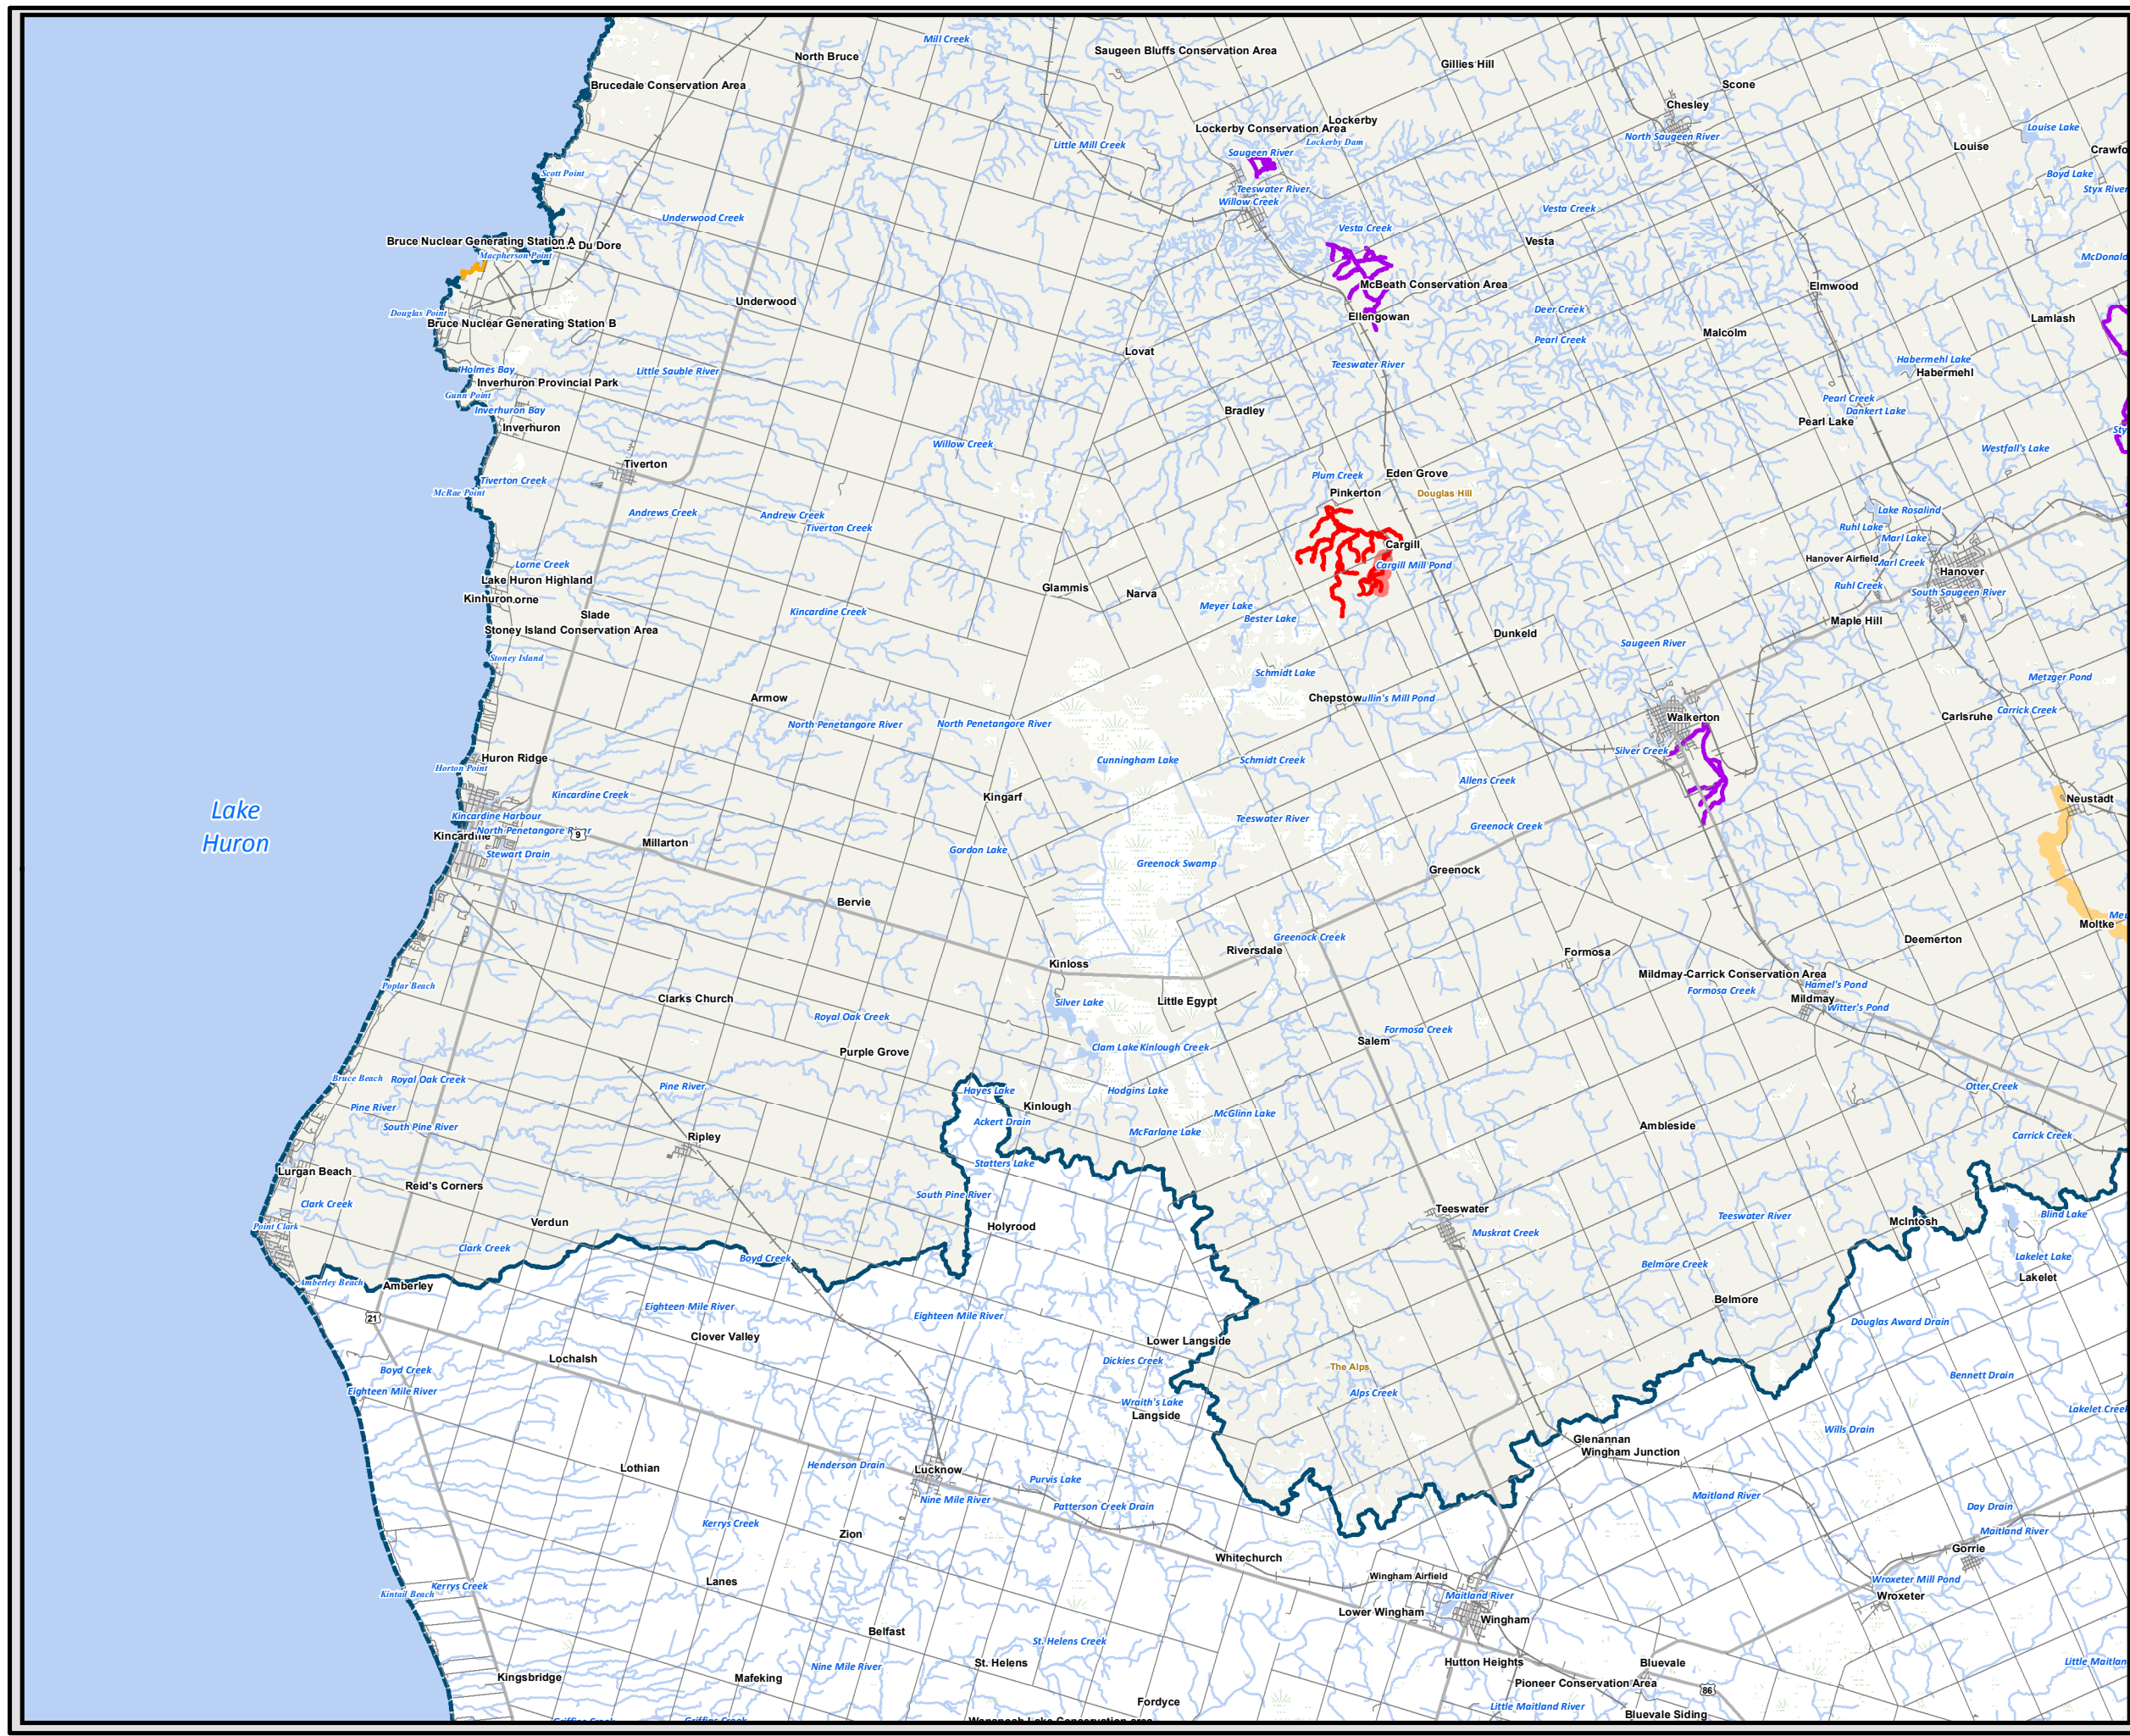 Mill Creek
Saugeen Bluffs Conservation Area
North Bruce
Gillies Hill
Brucedale Conservation Area
Scone
Chesley
Lockerby
Lockerby Conservation Area
North Saugeen River
Louise Lake
Lockerby Dam
Little Mill Creek
Louise
Crawfo
Saugeen River
Scott Point
Boyd Lake
Teeswater River
Styx River
Willow Creek
Vesta Creek
Underwood Creek
Vesta Creek
Bruce Nuclear Generating Station A
Du Dore
Vesta
Macpherson Point
McDonald
McBeath Conservation Area
Elmwood
Underwood
Deer Creek
Douglas Point
Ellengowan
Lamlash
Bruce Nuclear Generating Station B
Malcolm
Pearl Creek
Lovat
Habermehl Lake
Teeswater River
Holmes Bay
Little Sauble River
Habermehl
Inverhuron Provincial Park
Gunn Point
Pearl Creek
Inverhuron Bay
Bradley
Dankert Lake
Pearl Lake
Inverhuron
Sty
Willow Creek
Westfall's Lake
Tiverton
Eden Grove
Plum Creek
Tiverton Creek
McRae Point
Pinkerton
Douglas Hill
Andrews Creek
Andrew Creek
Lake Rosalind
Tiverton Creek
Ruhl Lake
Marl Lake
Cargill
Hanover Airfield
Marl Creek
Lorne Creek
Cargill Mill Pond
Hanover
Lake Huron Highland
Glammis
Narva
Ruhl Creek
South Saugeen River
Kinhuron
orne
Meyer Lake
Slade
Kincardine Creek
Bester Lake
Maple Hill
Stoney Island Conservation Area
Dunkeld
Saugeen River
Stoney Island
Schmidt Lake
Metzger Pond
Armow
Chepstow
ullin's Mill Pond
Carrick Creek
North Penetangore River
North Penetangore River
Walkerton
Carlsruhe
Silver Creek
Huron Ridge
Horton Point
Cunningham Lake
Schmidt Creek
Allens Creek
Kincardine Creek
Kingarf
Neustadt
Lake
Huron
Kincardine Harbour
Teeswater River
Greenock Creek
Kincardine
North Penetangore River
9
Millarton
Stewart Drain
Gordon Lake
Greenock Swamp
Greenock
Bervie
Mee
Moltke
Greenock Creek
Deemerton
Riversdale
Formosa
Kinloss
Mildmay-Carrick Conservation Area
Poplar Beach
Hamel's Pond
Formosa Creek
Clarks Church
Silver Lake
Little Egypt
Mildmay
Witter's Pond
Royal Oak Creek
Formosa Creek
Salem
Purple Grove
Clam Lake
Kinlough Creek
Bruce Beach
Royal Oak Creek
Pine River
Hayes Lake
Hodgins Lake
Otter Creek
Pine River
Kinlough
McGlinn Lake
South Pine River
Ackert Drain
Ambleside
McFarlane Lake
Ripley
Carrick Creek
Lurgan Beach
Statters Lake
Reid's Corners
South Pine River
Clark Creek
Teeswater
Teeswater River
Blind Lake
Point Clark
Verdun
Holyrood
McIntosh
Muskrat Creek
Clark Creek
Boyd Creek
Lakelet Lake
Belmore Creek
Lakelet
Amberley Beach
Amberley
Belmore
Eighteen Mile River
Eighteen Mile River
21
Douglas Award Drain
Clover Valley
Lower Langside
Lochalsh
Dickies Creek
The Alps
Boyd Creek
Bennett Drain
Eighteen Mile River
Alps Creek
Wraith's Lake
Lakelet Creek
Langside
Wills Drain
Glenannan
Wingham Junction
Lothian
Henderson Drain
Lucknow
Purvis Lake
Nine Mile River
Maitland River
Patterson Creek Drain
Day Drain
Kerrys Creek
Zion
Maitland River
Gorrie
Whitechurch
Wingham Airfield
Lanes
Wroxeter Mill Pond
Kerrys Creek
Kintail Beach
Maitland River
Wroxeter
Lower Wingham
Wingham
Belfast
St. Helens Creek
St. Helens
Hutton Heights
Bluevale
Little Maitlan
Nine Mile River
Kingsbridge
Mafeking
Pioneer Conservation Area
86
Fordyce
Little Maitland River
Bluevale Siding
Griffins Creek
Griffins Creek
Wawanosh Lake Conservation area